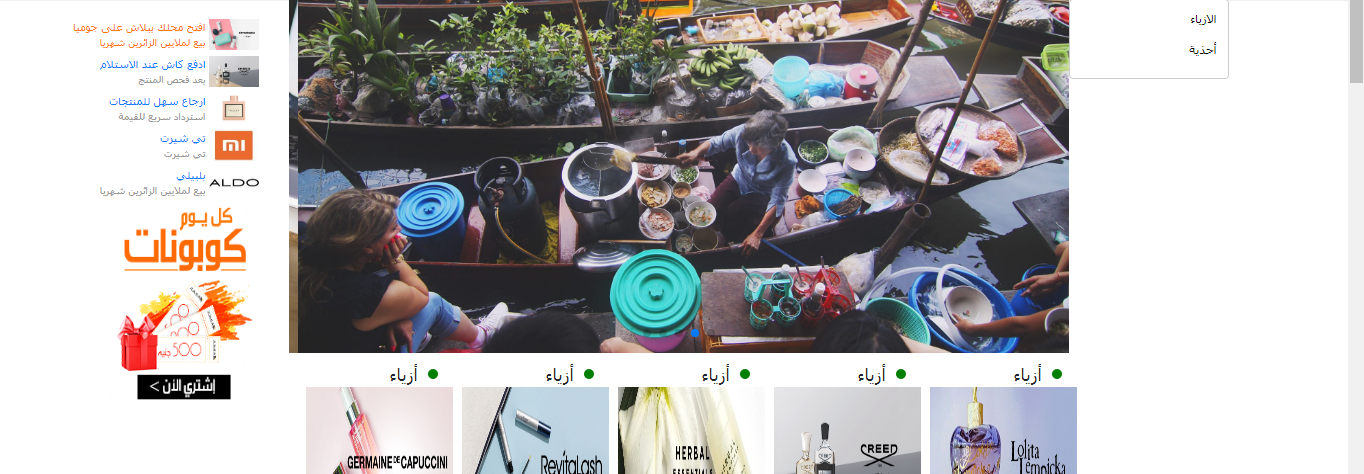 الازياء
أحذية
افتح محلك ببلاش على جوميا
بيع لملايين الزائرين شهريا
ادفع كاش عند الاستلام
بعد فحص المنتج
ارجاع سهل للمنتجات
استرداد سريع للقيمة
mi
تي شيرت
تي شيرت
ALDO
بلبيلي
بيع لملايين الزائرين شهريا
كل يوم
كوبونات
500 جنيه
إشتري الآن >
أزياء
أزياء
أزياء
أزياء
أزياء
Lolita
Lempicka
CREED
HERBAL
ESSENTIALS
RevitaLash
GERMAINE DE CAPUCCINI